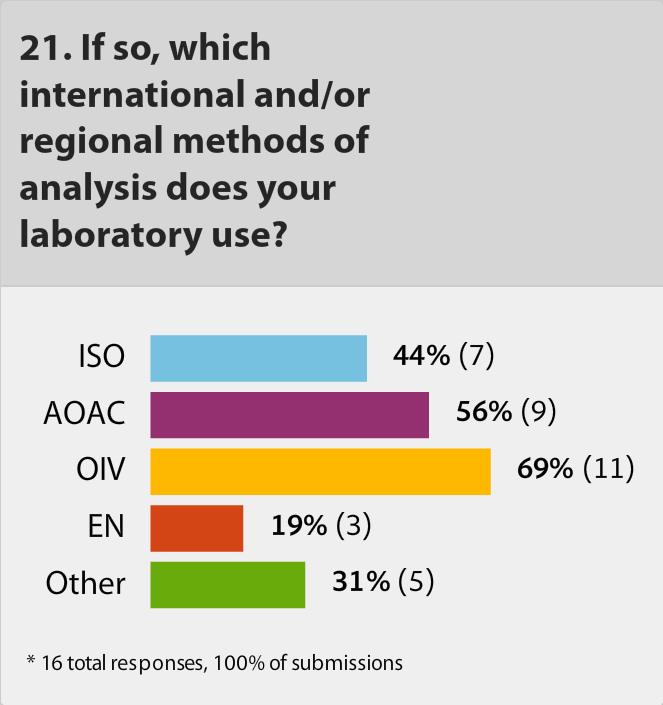 21. If so, which
international and/or
regional methods of
analysis does your
laboratory use?
ISO 44% (7)
AOAC 56% (9)
OIV 69% (11)
EN 19% (3)
Other 31% (5)
* 16 total responses, 100% of submissions